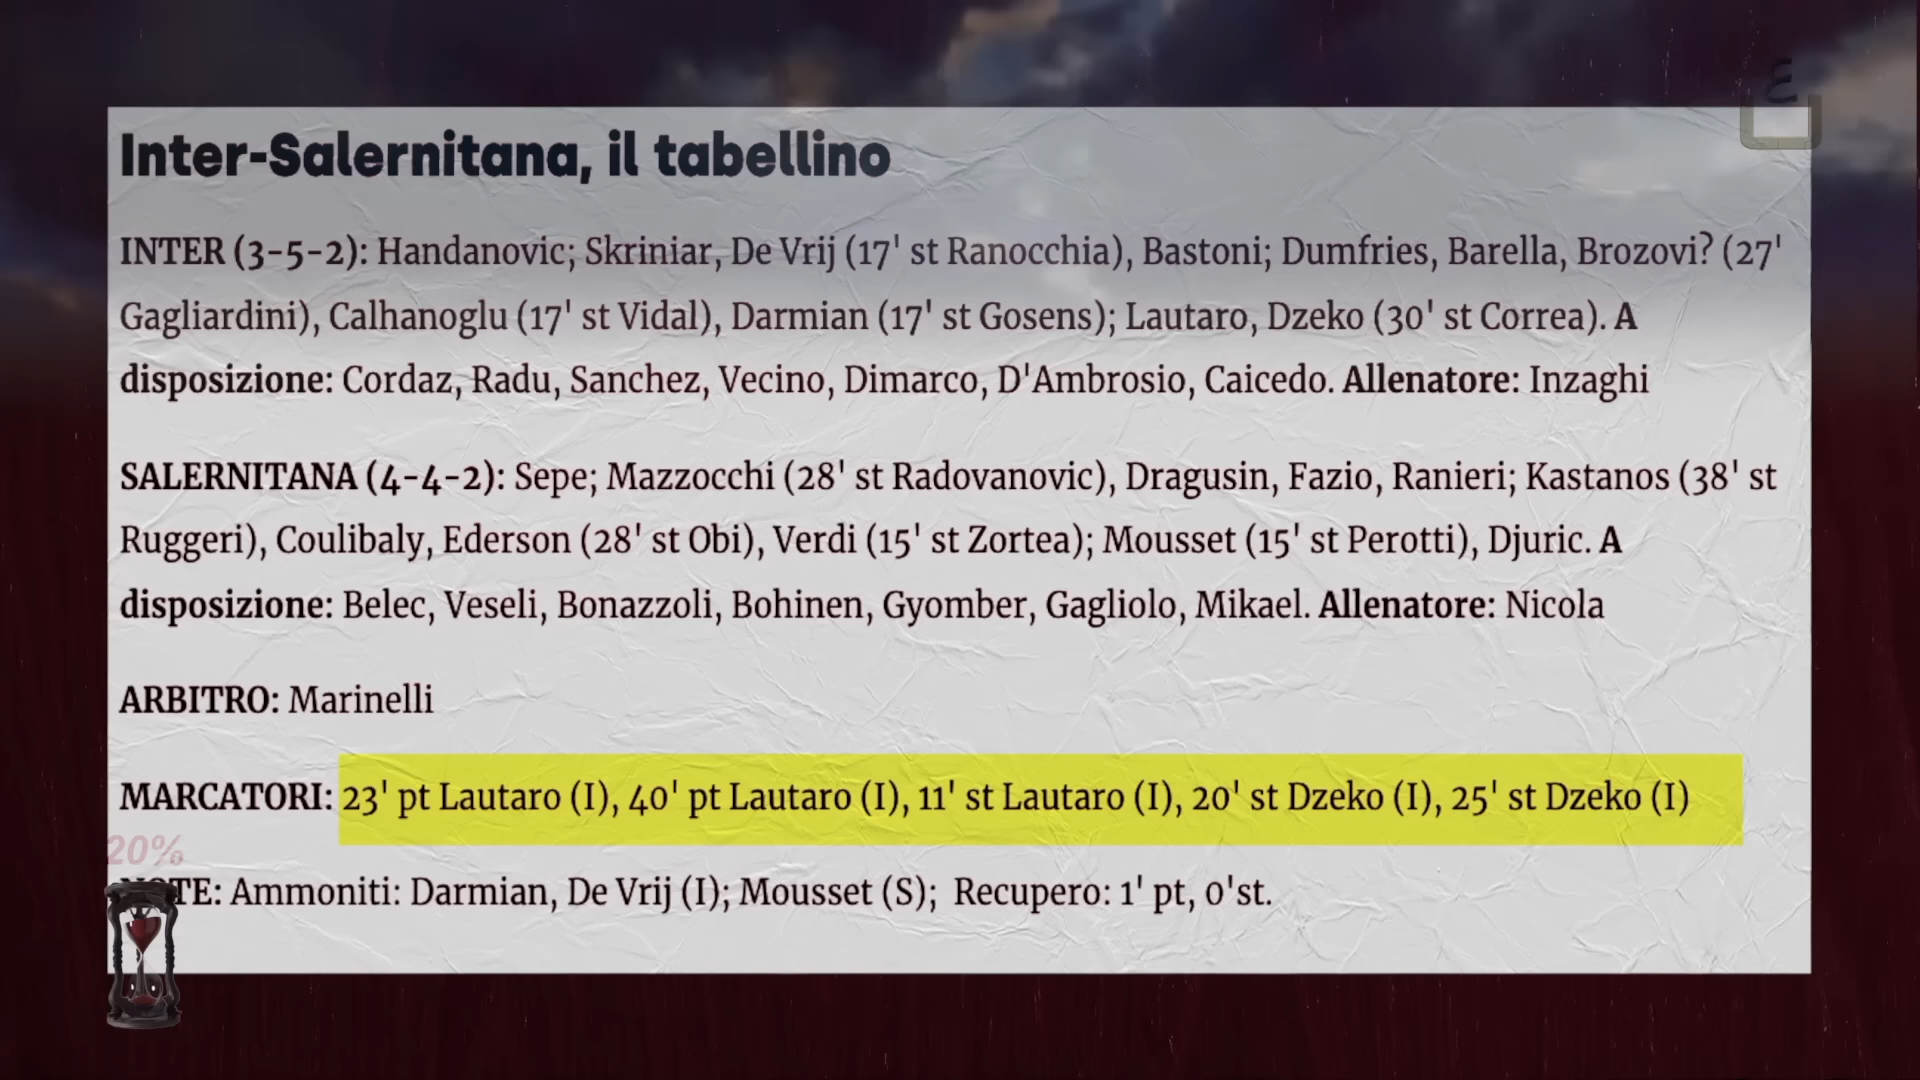 Inter-Salernitana, il tabellino
INTER (3-5-2): Handanovic; Skriniar, De Vrij (17' st Ranocchia), Bastoni; Dumfries, Barella, Brozovi? (27'
Gagliardini), Calhanoglu (17' st Vidal), Darmian (17' st Gosens); Lautaro, Dzeko (30' st Correa). A
disposizione: Cordaz, Radu, Sanchez, Vecino, Dimarco, D'Ambrosio, Caicedo. Allenatore: Inzaghi
SALERNITANA (4-4-2): Sepe; Mazzocchi (28' st Radovanovic), Dragusin, Fazio, Ranieri; Kastanos (38' st
Ruggeri), Coulibaly, Ederson (28' st Obi), Verdi (15' st Zortea); Mousset (15' st Perotti), Djuric. A
disposizione: Belec, Veseli, Bonazzoli, Bohinen, Gyomber, Gagliolo, Mikael. Allenatore: Nicola
ARBITRO: Marinelli
MARCATORI: 23' pt Lautaro (I), 40' pt Lautaro (I), 11' st Lautaro (I), 20' st Dzeko (I), 25' st Dzeko (I)
20%
NOTE: Ammoniti: Darmian, De Vrij (I); Mousset (S); Recupero: 1' pt, 0'st.